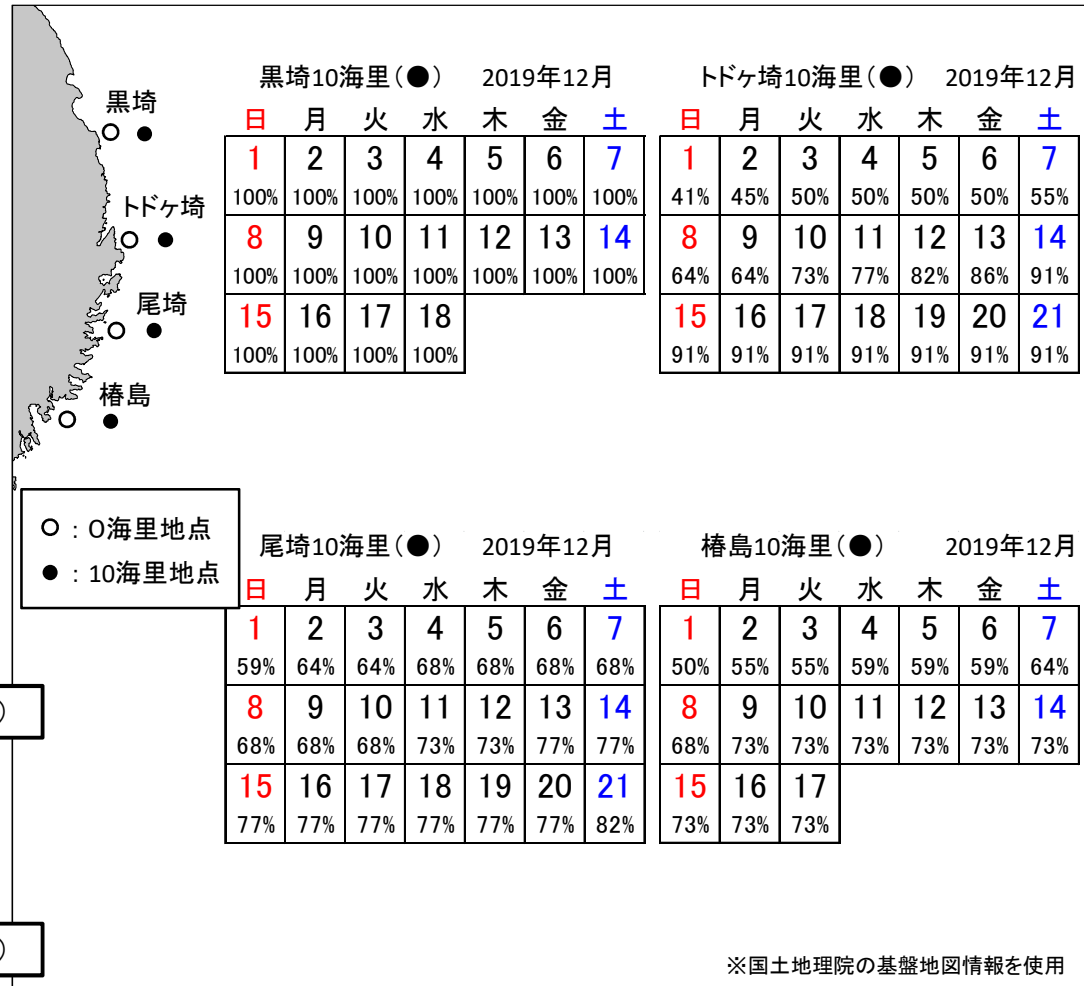 黒埼
トドヶ埼
尾埼
椿島
○ : 0海里地点
● : 10海里地点
黒埼10海里(●) 2019年12月
日 月 火 水 木 金 土
1 2 3 4 5 6 7
100% 100% 100% 100% 100% 100% 100%
8 9 10 11 12 13 14
100% 100% 100% 100% 100% 100% 100%
15 16 17 18
100% 100% 100% 100%
トドヶ埼10海里(●) 2019年12月
日 月 火 水 木 金 土
1 2 3 4 5 6 7
41% 45% 50% 50% 50% 50% 55%
8 9 10 11 12 13 14
64% 64% 73% 77% 82% 86% 91%
15 16 17 18 19 20 21
91% 91% 91% 91% 91% 91% 91%
尾埼10海里(●) 2019年12月
日 月 火 水 木 金 土
1 2 3 4 5 6 7
59% 64% 64% 68% 68% 68% 68%
8 9 10 11 12 13 14
68% 68% 68% 73% 73% 77% 77%
15 16 17 18 19 20 21
77% 77% 77% 77% 77% 77% 82%
椿島10海里(●) 2019年12月
日 月 火 水 木 金 土
1 2 3 4 5 6 7
50% 55% 55% 59% 59% 59% 64%
8 9 10 11 12 13 14
68% 73% 73% 73% 73% 73% 73%
15 16 17
73% 73% 73%
)
)
※国土地理院の基盤地図情報を使用